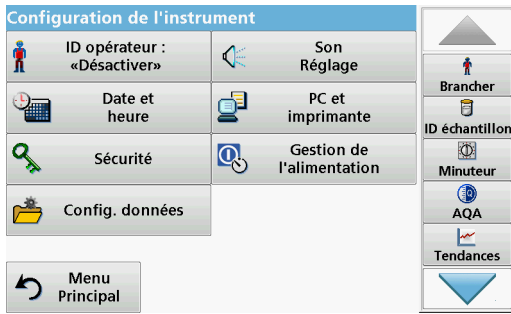 Configuration de l'instrument
ID opérateur :
«Désactiver»
Son
Réglage
Date et
heure
PC et
imprimante
Sécurité
Gestion de
l'alimentation
Config. données
Menu
Principal
Brancher
ID échantillon
Minuteur
AQA
Tendances